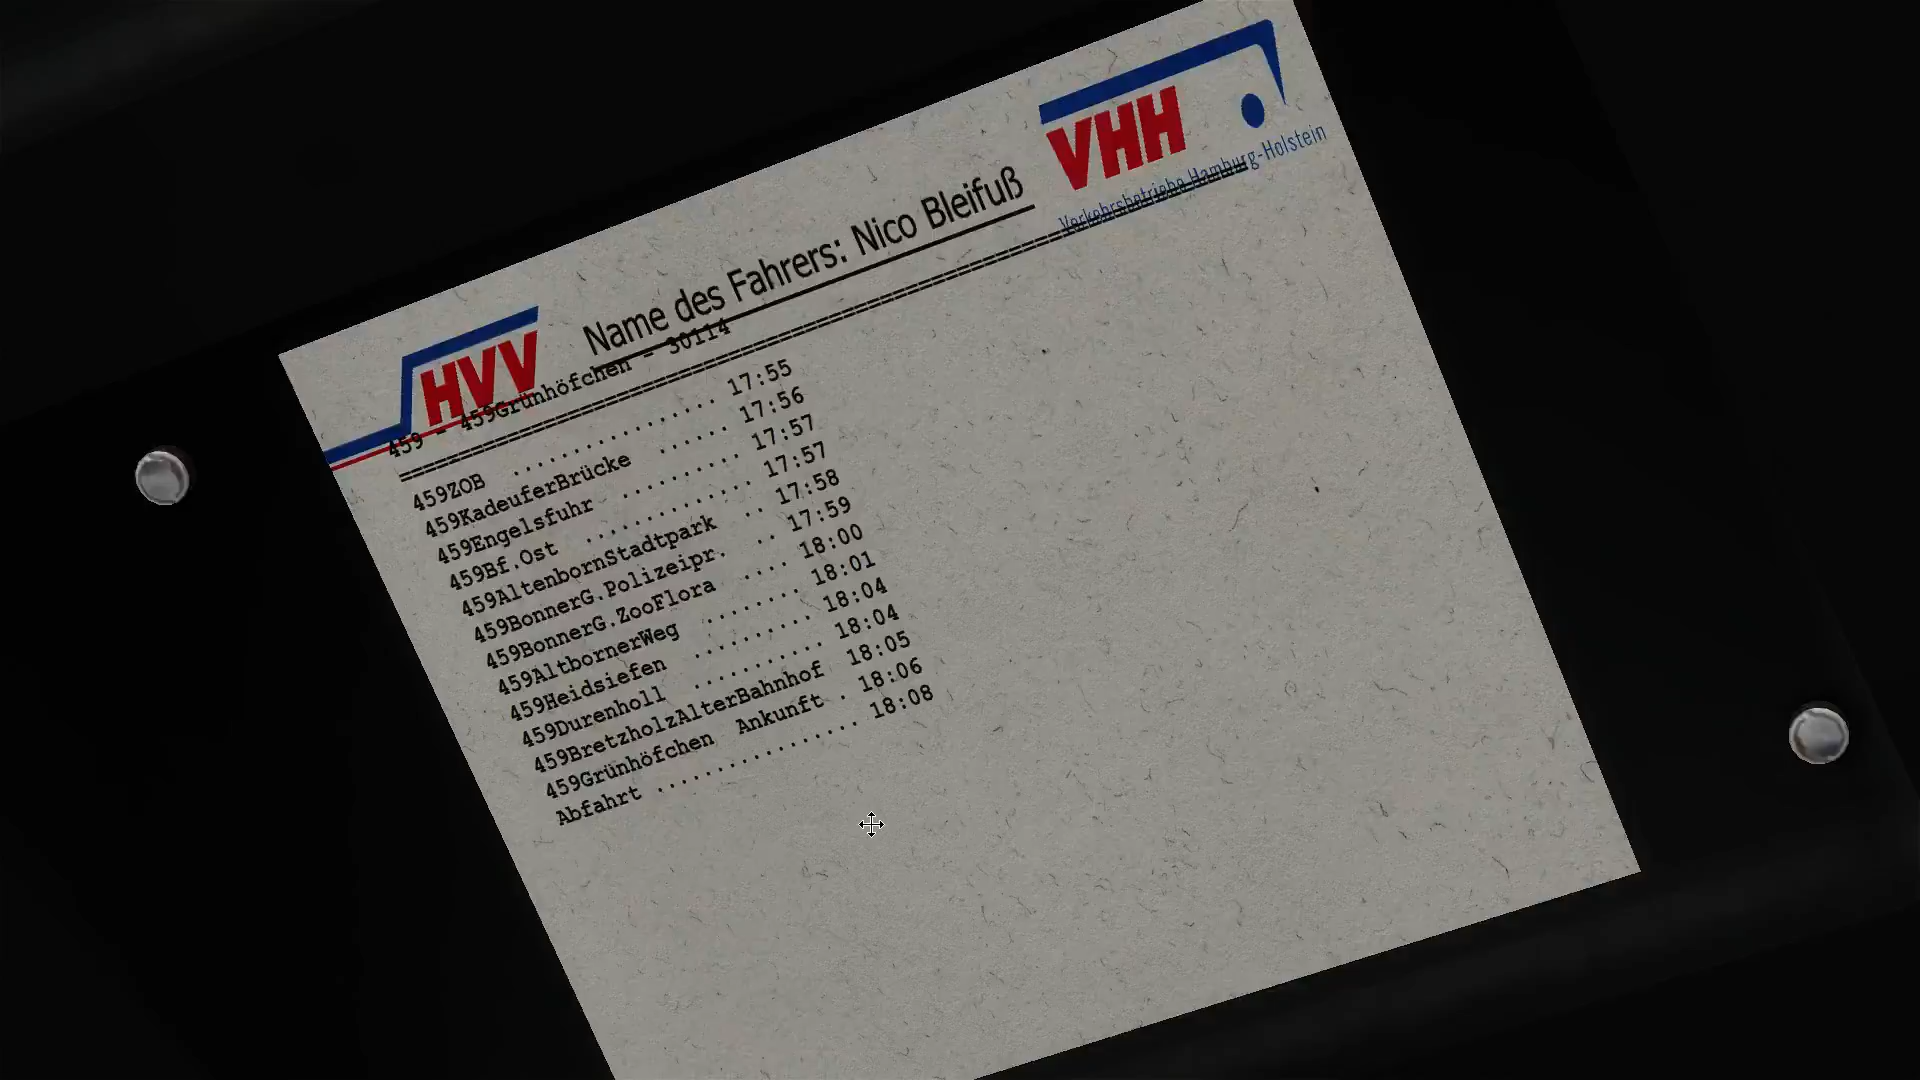 VHH
Verkehrsbetriebe Hamburg-Holstein
Name des Fahrers: Nico Bleifuß
HVV
459 - 459Grünhöfchen - 30114
459ZOB .................. 17:55
459KadeuferBrücke ...... 17:56
459Engelsfuhr .......... 17:57
459Bf.Ost .............. 17:57
459AltenbornStadtpark .. 17:58
459BonnerG.Polizeipr. .. 17:59
459BonnerG.ZooFlora .... 18:00
459AltbornerWeg ........ 18:01
459Heidsiefen .......... 18:04
459Durenholl ........... 18:04
459BretzholzAlterBahnhof 18:05
459Grünhöfchen Ankunft . 18:06
Abfahrt ................. 18:08